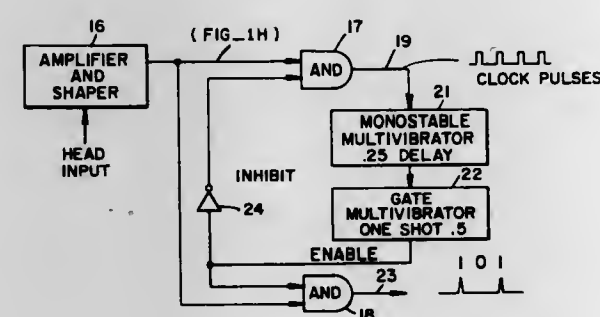 16
AMPLIFIER
AND
SHAPER
HEAD
INPUT
(FIG_1H)
17
AND
19
CLOCK PULSES
21
MONOSTABLE
MULTIVIBRATOR
.25 DELAY
22
GATE
MULTIVIBRATOR
ONE SHOT .5
INHIBIT
24
ENABLE
AND
23
18
1 0 1